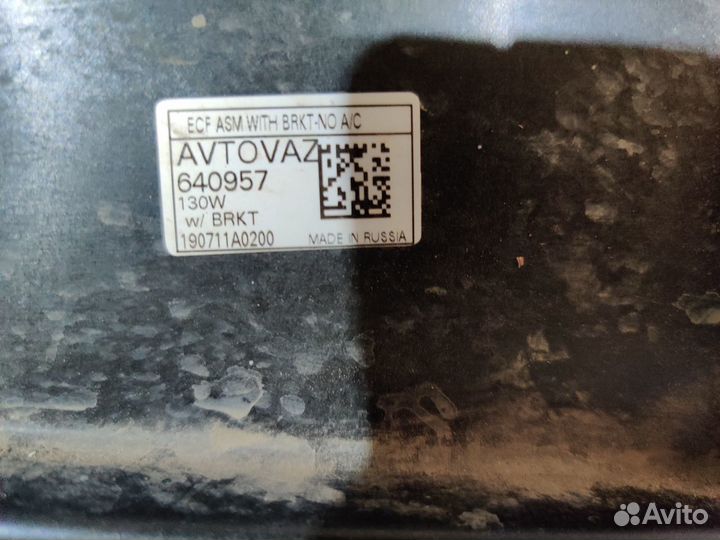 ECF ASM WITH BRKT-NO A/C
AVTOVAZ
640957
130W
w/ BRKT
190711A0200 MADE IN RUSSIA
Avito